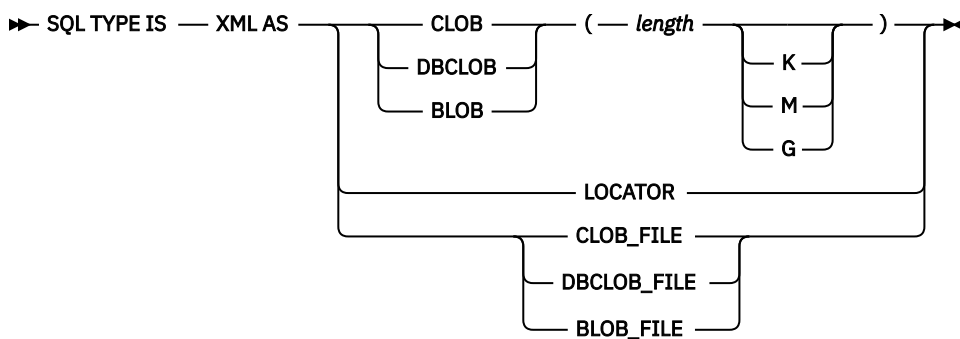 SQL TYPE IS XML AS CLOB ( length )
DBCLOB K
BLOB M
G
LOCATOR
CLOB_FILE
DBCLOB_FILE
BLOB_FILE